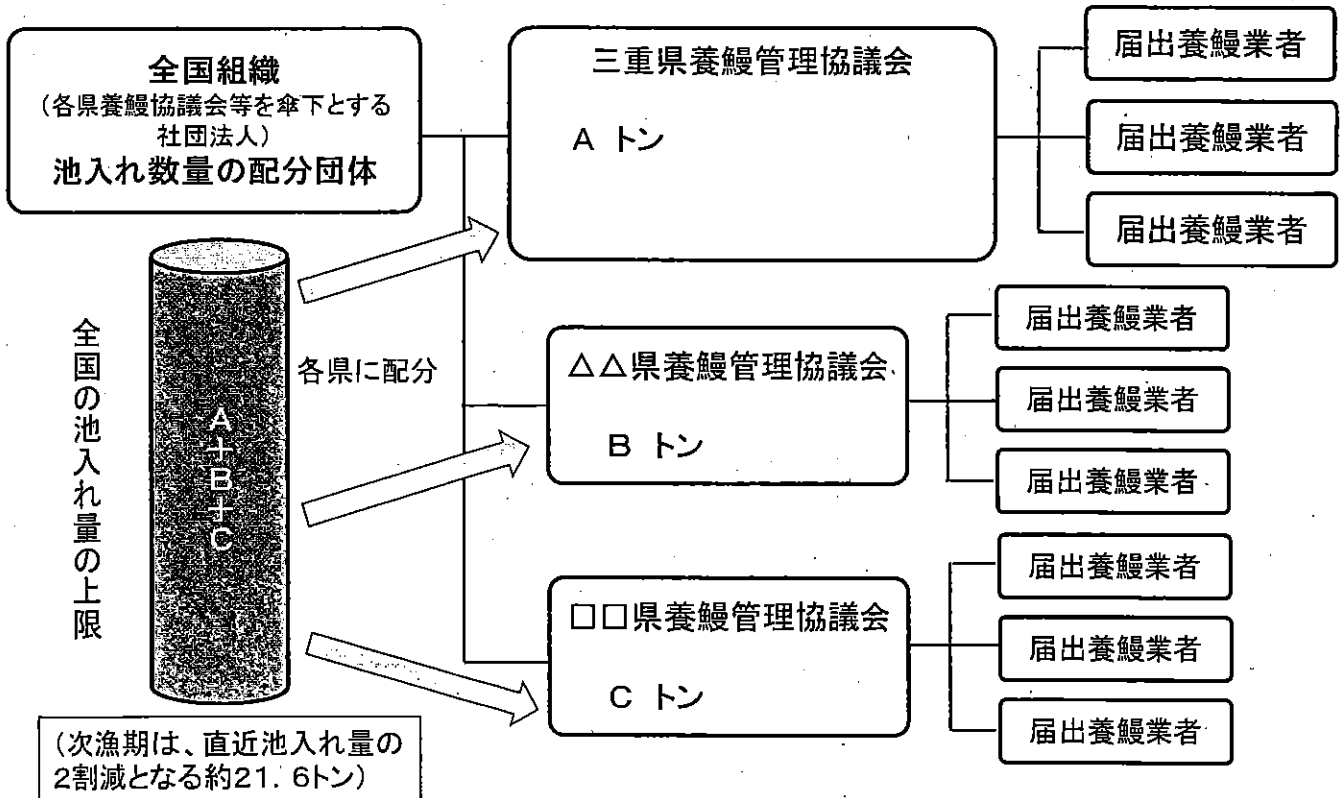 全国組織
（各県養鰻協議会等を傘下とする
社団法人）
池入れ数量の配分団体
三重県養鰻管理協議会
A トン
届出養鰻業者
届出養鰻業者
届出養鰻業者
全国の池入れ量の上限
A+B+C
各県に配分
△△県養鰻管理協議会
B トン
届出養鰻業者
届出養鰻業者
届出養鰻業者
□□県養鰻管理協議会
C トン
届出養鰻業者
届出養鰻業者
届出養鰻業者
（次漁期は、直近池入れ量の
2割減となる約21．6トン）